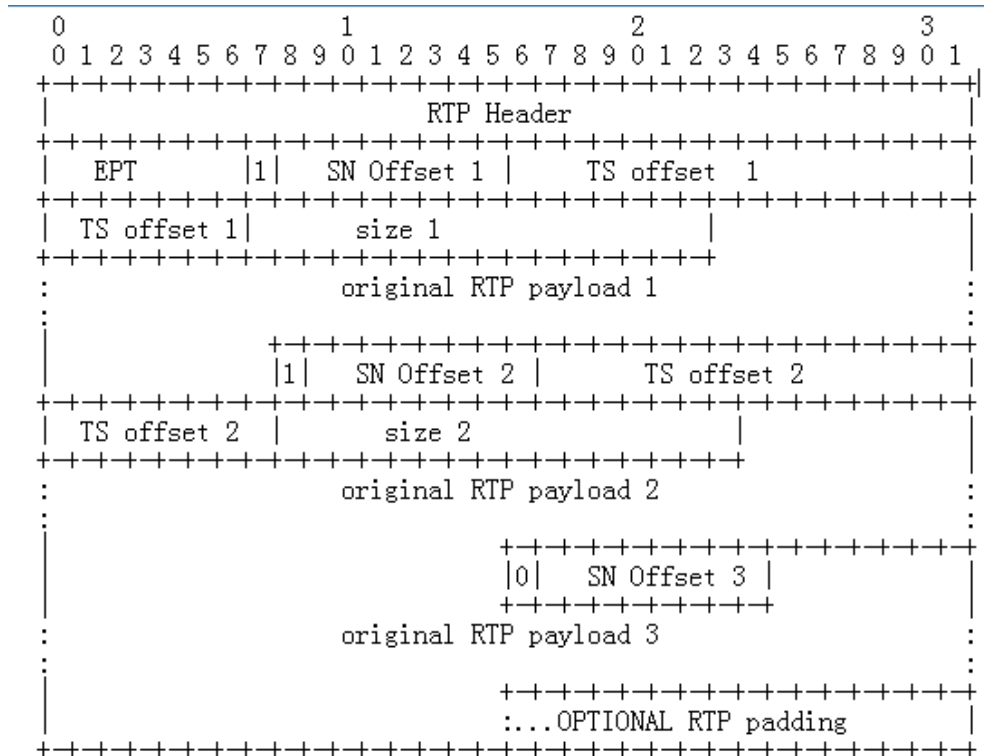 0 1 2 3
0 1 2 3 4 5 6 7 8 9 0 1 2 3 4 5 6 7 8 9 0 1 2 3 4 5 6 7 8 9 0 1
RTP Header
EPT |1| SN Offset 1 | TS offset 1
TS offset 1| size 1
original RTP payload 1
|1| SN Offset 2 | TS offset 2
TS offset 2 | size 2
original RTP payload 2
|0| SN Offset 3 |
original RTP payload 3
:...OPTIONAL RTP padding